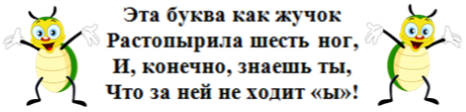 Эта буква как жучок
Растопырила шесть ног,
И, конечно, знаешь ты,
Что за ней не ходит «ы»!